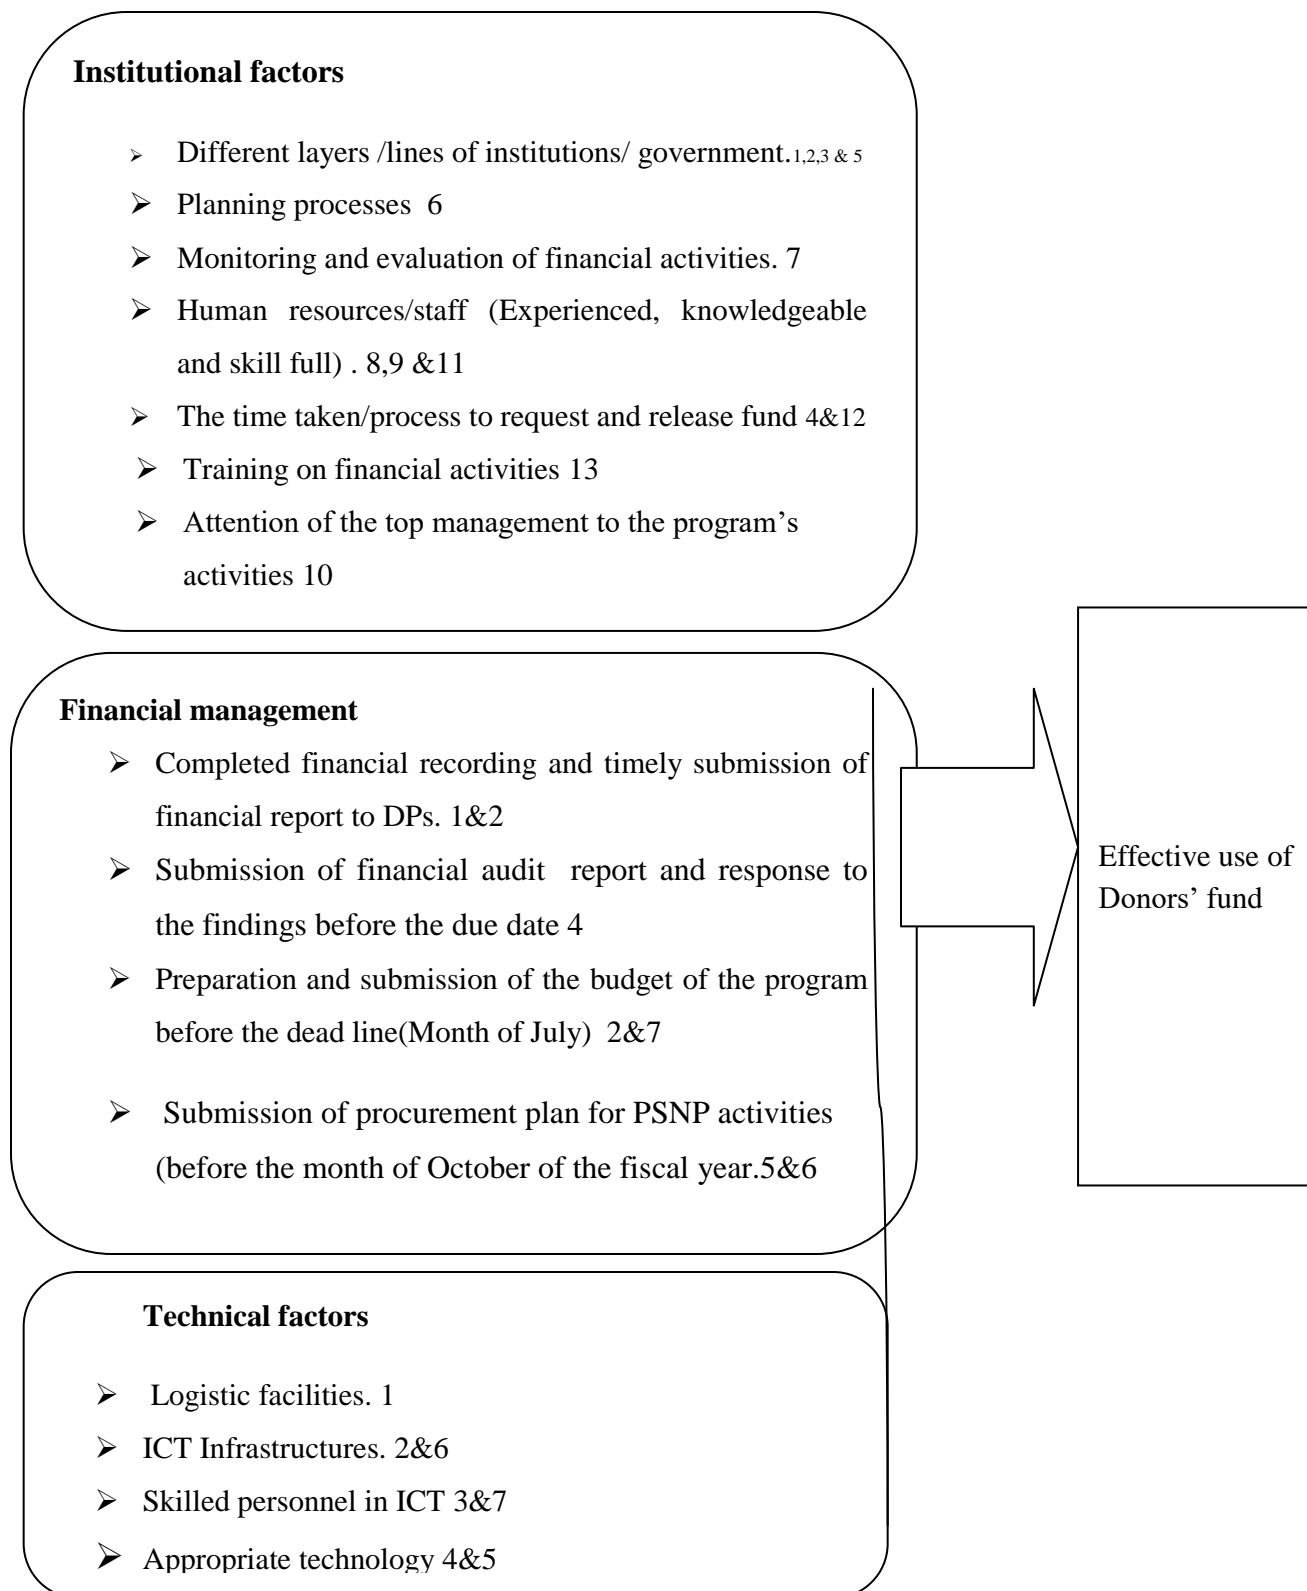 Institutional factors
➢ Different layers /lines of institutions/ government.1,2,3 & 5
➢ Planning processes 6
➢ Monitoring and evaluation of financial activities. 7
➢ Human resources/staff (Experienced, knowledgeable
and skill full) . 8,9 &11
➢ The time taken/process to request and release fund 4&12
➢ Training on financial activities 13
➢ Attention of the top management to the program’s
activities 10
Financial management
➢ Completed financial recording and timely submission of
financial report to DPs. 1&2
➢ Submission of financial audit report and response to
the findings before the due date 4
➢ Preparation and submission of the budget of the program
before the dead line(Month of July) 2&7
➢ Submission of procurement plan for PSNP activities
(before the month of October of the fiscal year.5&6
Effective use of
Donors’ fund
Technical factors
➢ Logistic facilities. 1
➢ ICT Infrastructures. 2&6
➢ Skilled personnel in ICT 3&7
➢ Appropriate technology 4&5